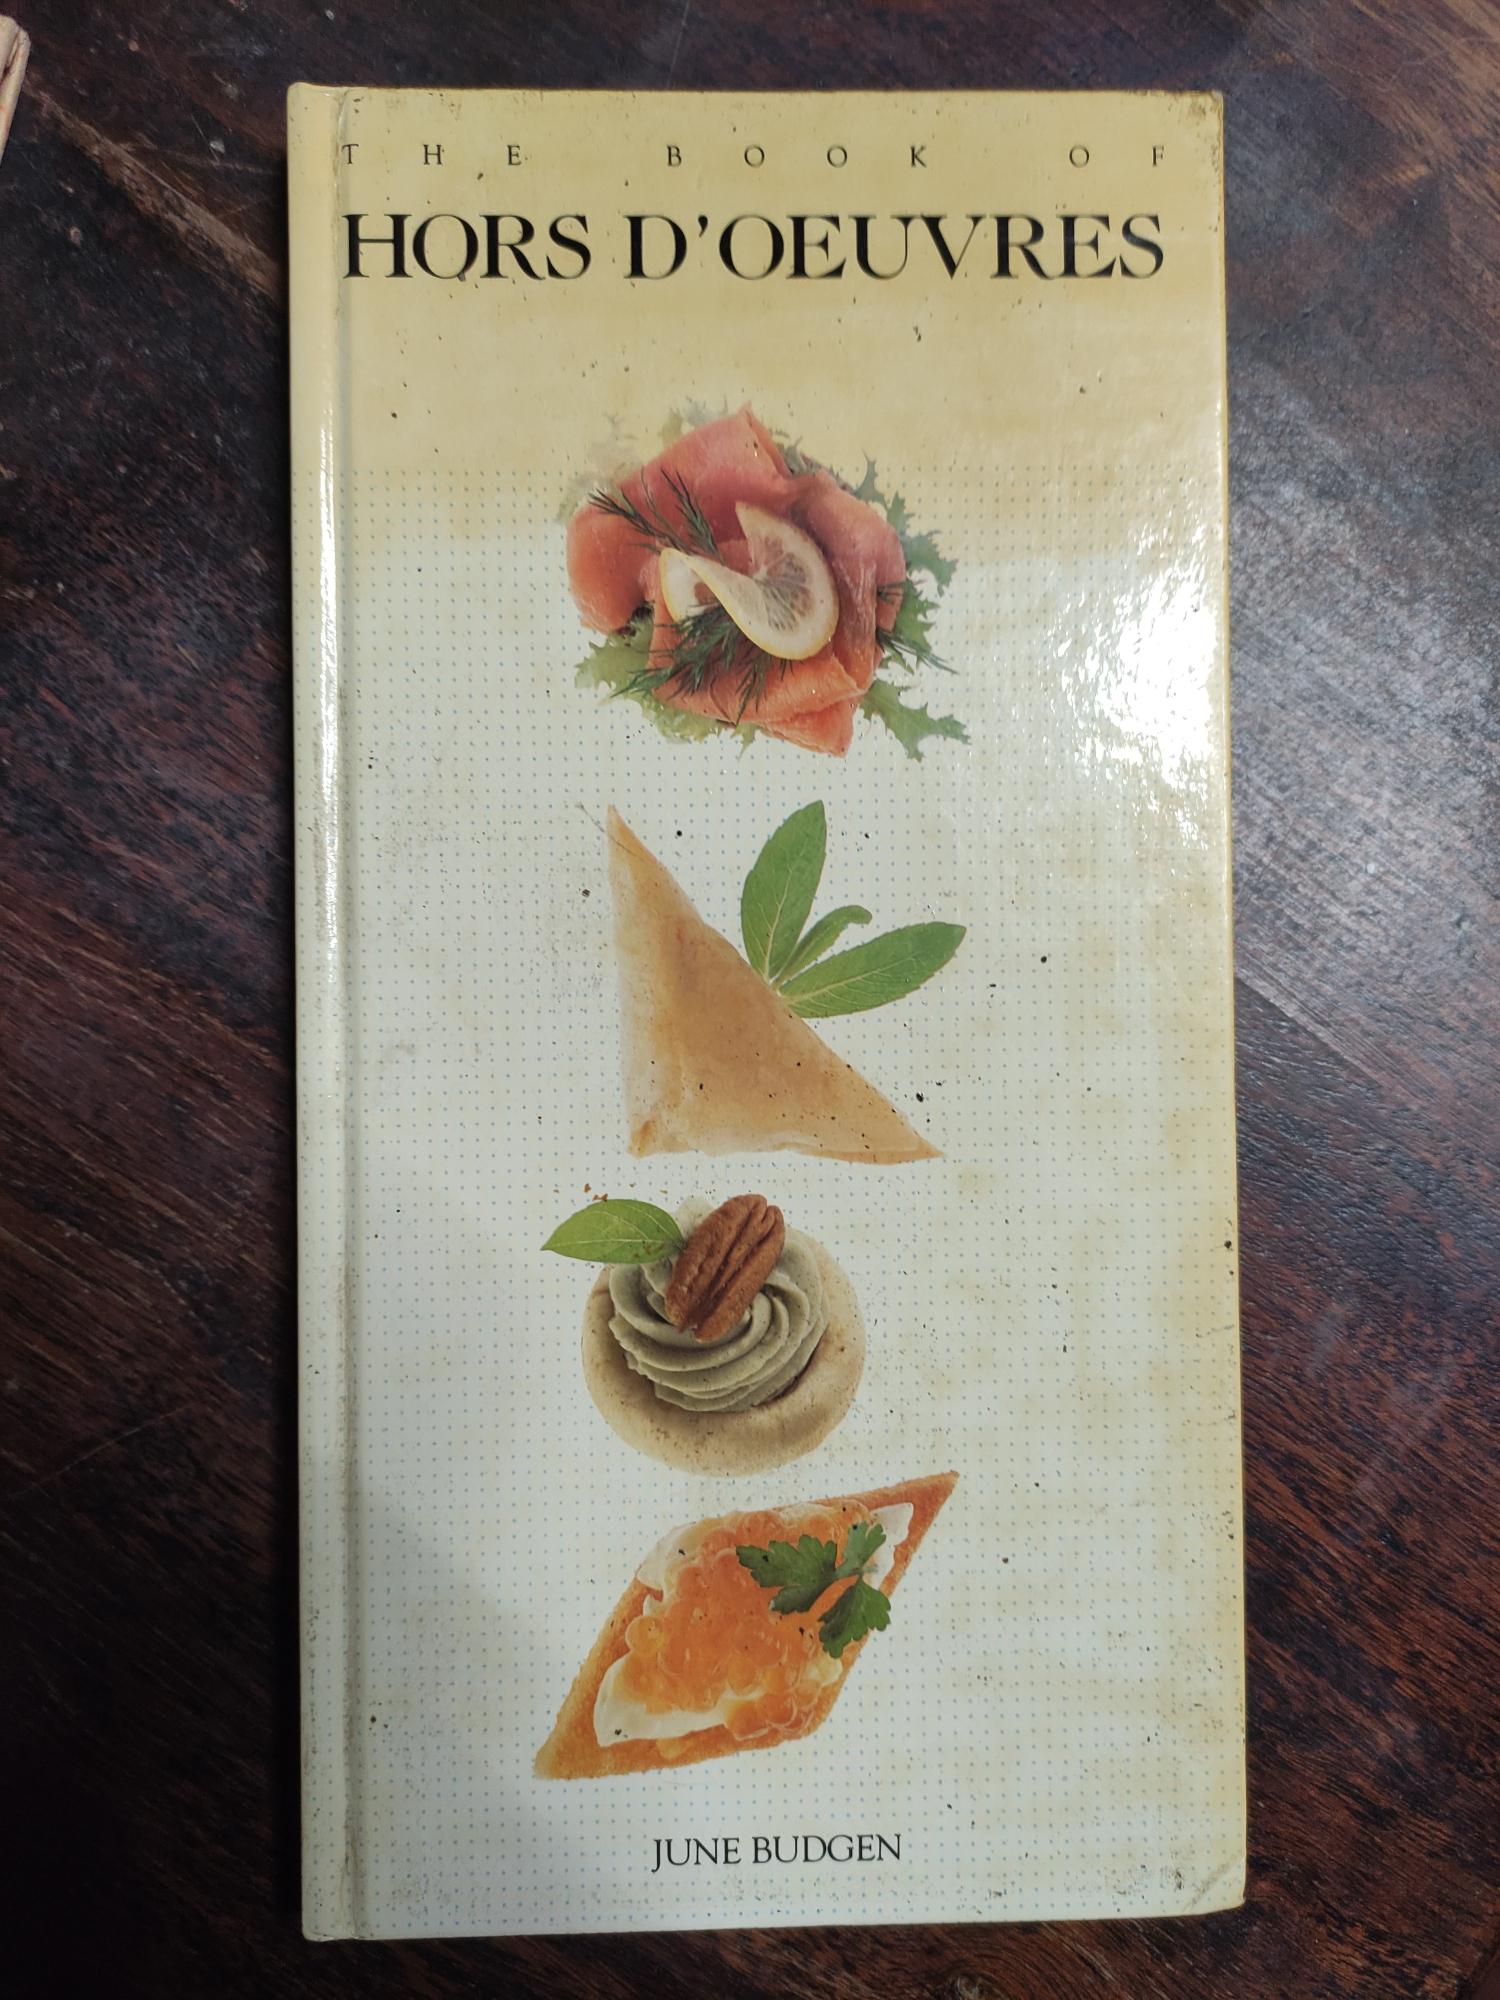 THE BOOK OF
HORS D'OEUVRES
JUNE BUDGEN